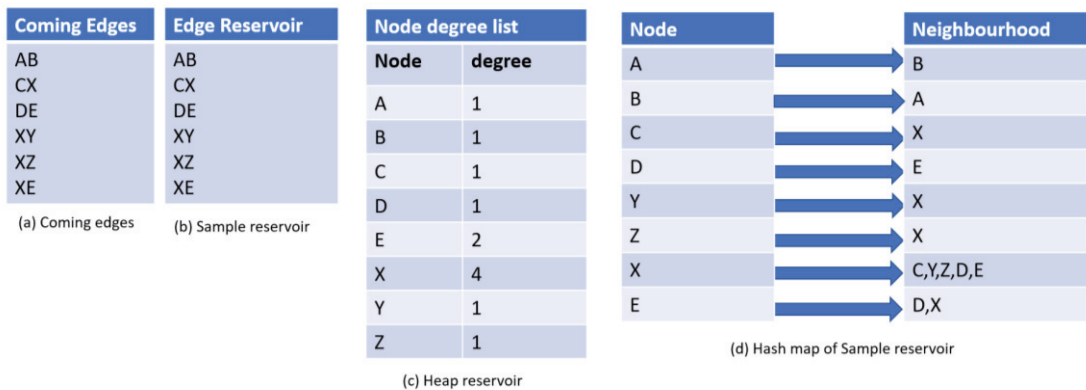 Coming Edges
AB
CX
DE
XY
XZ
XE
(a) Coming edges
Edge Reservoir
AB
CX
DE
XY
XZ
XE
(b) Sample reservoir
Node degree list
Node degree
A 1
B 1
C 1
D 1
E 2
X 4
Y 1
Z 1
(c) Heap reservoir
Node Neighbourhood
A B
B A
C X
D E
Y X
Z X
X C,Y,Z,D,E
E D,X
(d) Hash map of Sample reservoir